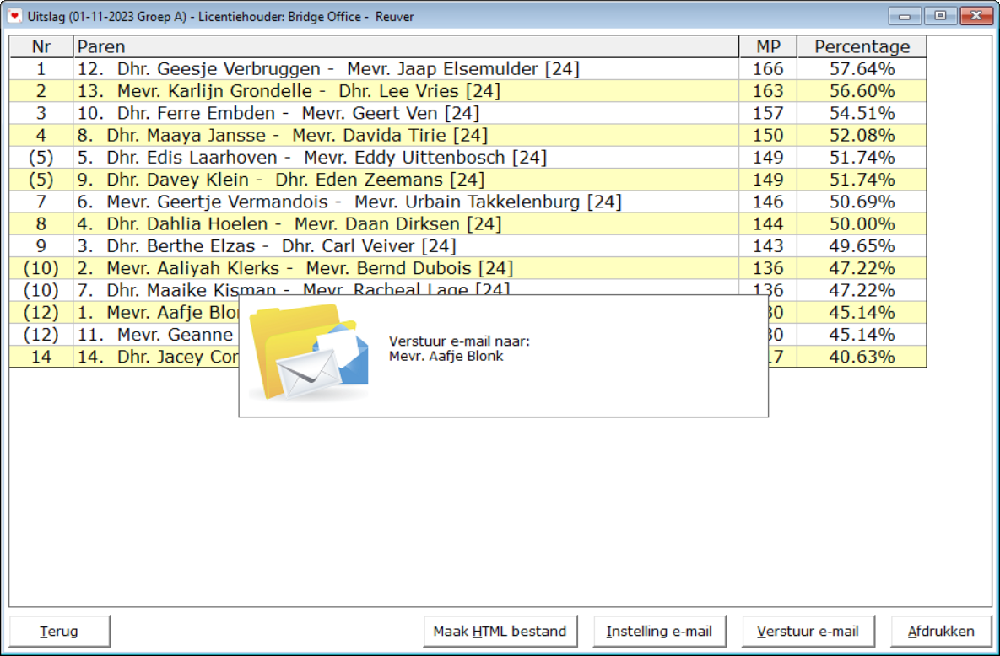 Uitslag (01-11-2023 Groep A) - Licentiehouder: Bridge Office - Reuver
Nr Paren MP Percentage
1 12. Dhr. Geesje Verbruggen - Mevr. Jaap Elsemulder [24] 166 57.64%
2 13. Mevr. Karlijn Grondelle - Dhr. Lee Vries [24] 163 56.60%
3 10. Dhr. Ferre Embden - Mevr. Geert Ven [24] 157 54.51%
4 8. Dhr. Maaya Jansse - Mevr. Davida Tirie [24] 150 52.08%
(5) 5. Dhr. Edis Laarhoven - Mevr. Eddy Uittenbosch [24] 149 51.74%
(5) 9. Dhr. Davey Klein - Dhr. Eden Zeemans [24] 149 51.74%
7 6. Mevr. Geertje Vermandois - Mevr. Urbain Takkelenburg [24] 146 50.69%
8 4. Dhr. Dahlia Hoelen - Mevr. Daan Dirksen [24] 144 50.00%
9 3. Dhr. Berthe Elzas - Dhr. Carl Veiver [24] 143 49.65%
(10) 2. Mevr. Aaliyah Klerks - Mevr. Bernd Dubois [24] 136 47.22%
(10) 7. Dhr. Maaike Kisman - Mevr. Racheal Lage [24] 136 47.22%
(12) 1. Mevr. Aafje 45.14%
(12) 11. Mevr. Geanne 45.14%
14 14. Dhr. Jacey 40.63%
Verstuur e-mail naar:
Mevr. Aafje Blonk
Terug Maak HTML bestand Instelling e-mail Verstuur e-mail Afdrukken